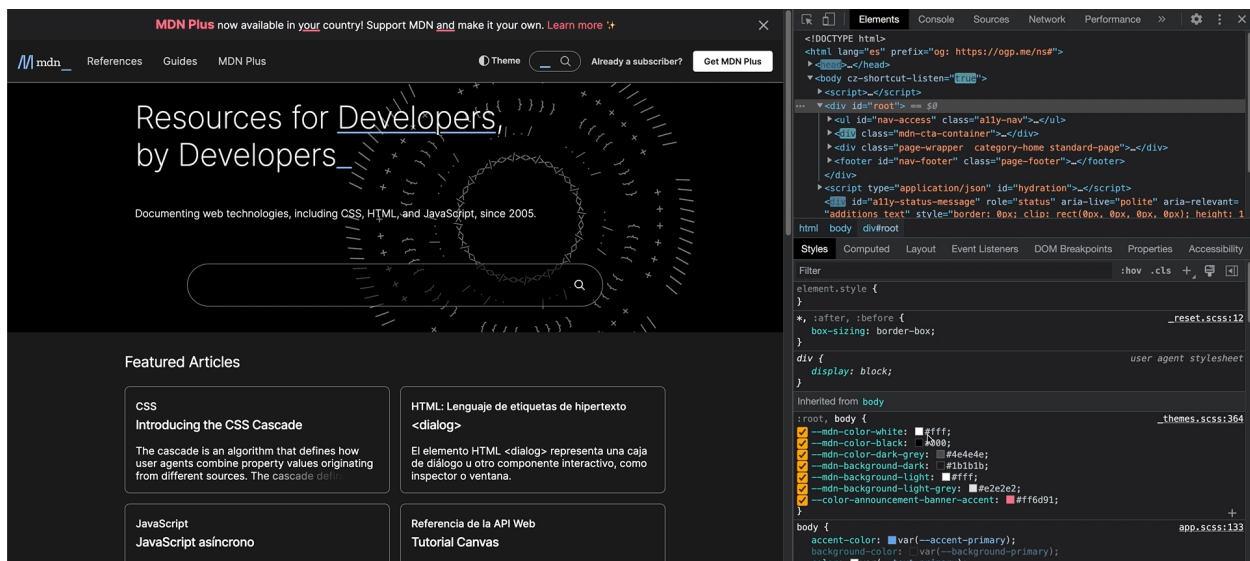 MDN Plus now available in your country! Support MDN and make it your own. Learn more ✨
mdn_
References Guides MDN Plus
Theme
Already a subscriber?
Get MDN Plus
Resources for Developers,
by Developers_
Documenting web technologies, including CSS, HTML, and JavaScript, since 2005.
Featured Articles
CSS
Introducing the CSS Cascade
The cascade is an algorithm that defines how
user agents combine property values originating
from different sources. The cascade defin
HTML: Lenguaje de etiquetas de hipertexto
<dialog>
El elemento HTML <dialog> representa una caja
de diálogo u otro componente interactivo, como
inspector o ventana.
JavaScript
JavaScript asíncrono
Referencia de la API Web
Tutorial Canvas
Elements Console Sources Network Performance »
<!DOCTYPE html>
<html lang="es" prefix="og: https://ogp.me/ns#">
<head>…</head>
<body cz-shortcut-listen="true">
<script>…</script>
<div id="root"> == $0
<ul id="nav-access" class="a11y-nav">…</ul>
<div class="mdn-cta-container">…</div>
<div class="page-wrapper category-home standard-page">…</div>
<footer id="nav-footer" class="page-footer">…</footer>
</div>
<script type="application/json" id="hydration">…</script>
<div id="a11y-status-message" role="status" aria-live="polite" aria-relevant=
"additions text" style="border: 0px; clip: rect(0px, 0px, 0px, 0px); height: 1
html body div#root
Styles Computed Layout Event Listeners DOM Breakpoints Properties Accessibility
Filter :hov .cls +
element.style {
}
*, :after, :before { _reset.scss:12
box-sizing: border-box;
}
div { user agent stylesheet
display: block;
}
Inherited from body
:root, body { _themes.scss:364
--mdn-color-white: #fff;
--mdn-color-black: #000;
--mdn-color-dark-grey: #4e4e4e;
--mdn-background-dark: #1b1b1b;
--mdn-background-light: #fff;
--mdn-background-light-grey: #e2e2e2;
--color-announcement-banner-accent: #ff6d91;
}
body { app.scss:133
accent-color: var(--accent-primary);
background-color: var(--background-primary);